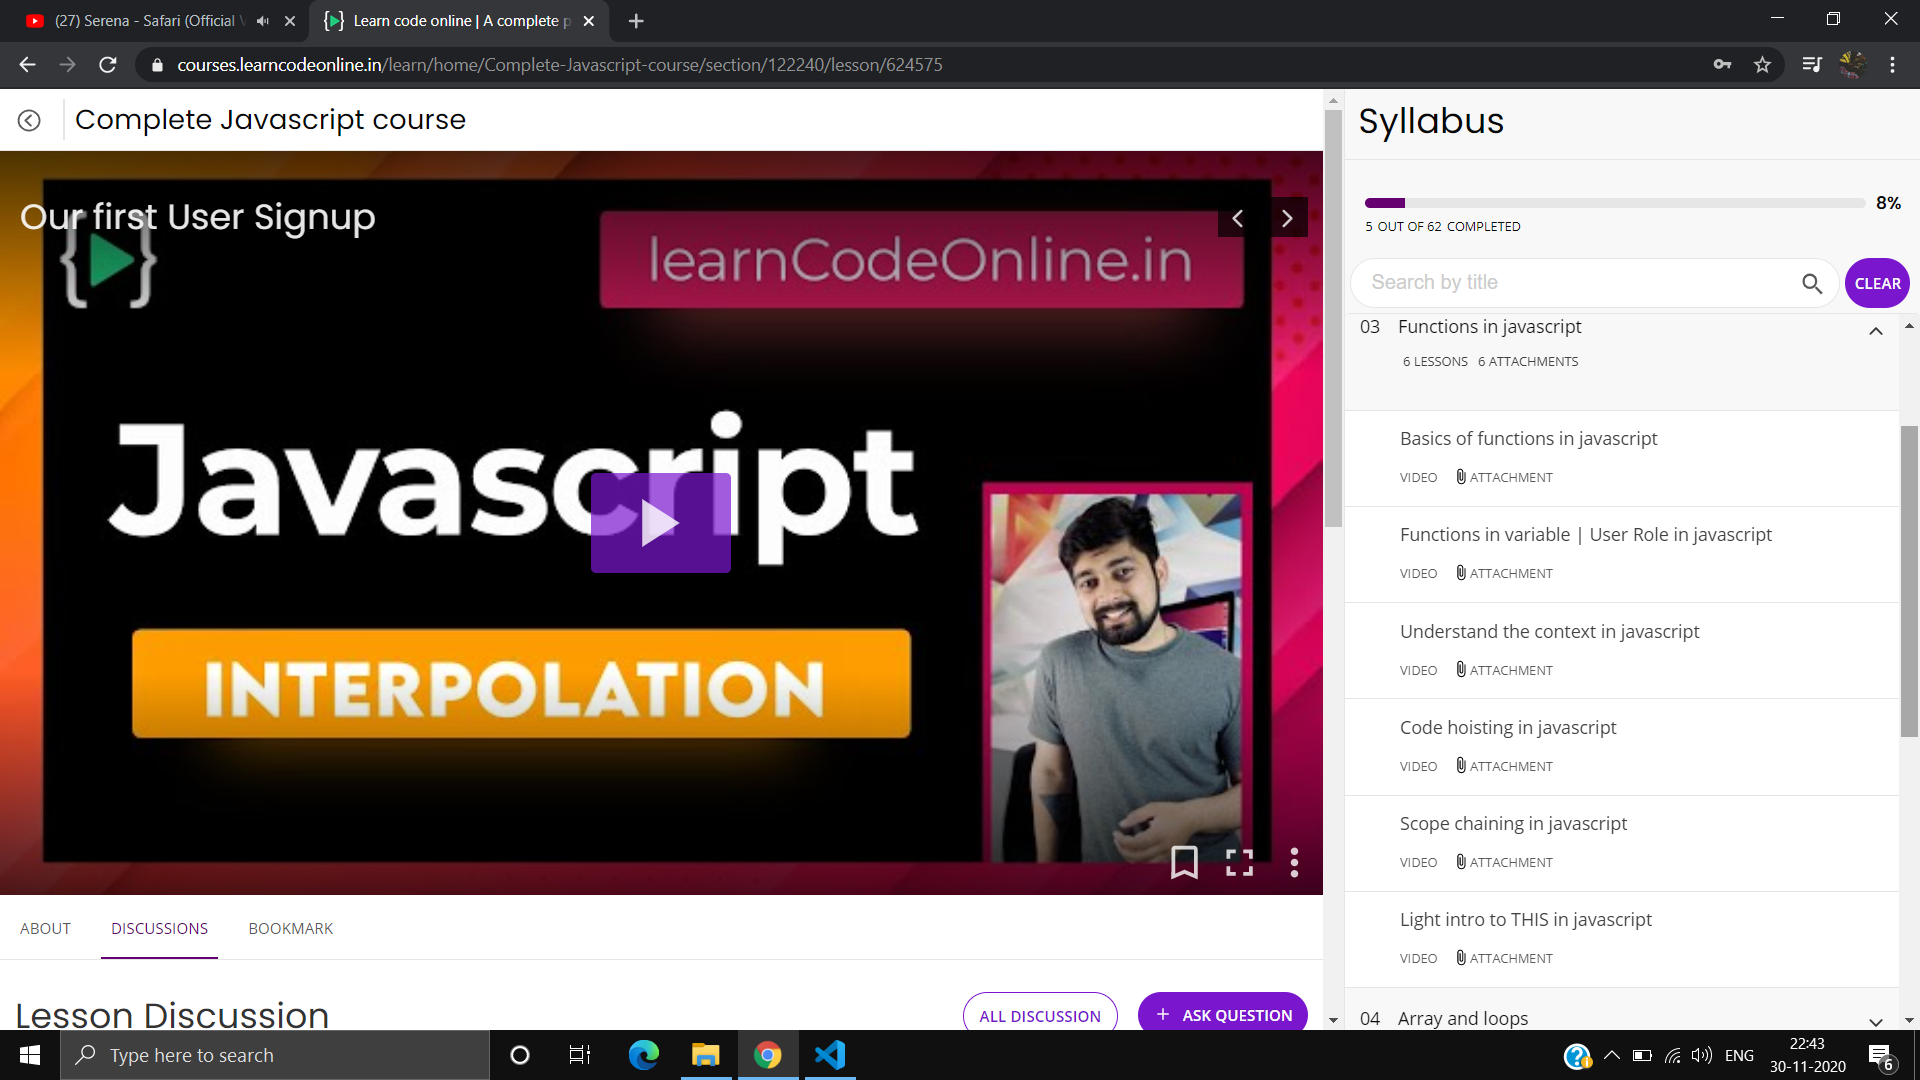 (27) Serena - Safari (Official
Learn code online | A complete p
courses.learncodeonline.in/learn/home/Complete-Javascript-course/section/122240/lesson/624575
Complete Javascript course
Our first User Signup
learnCodeOnline.in
Javascript
INTERPOLATION
ABOUT
DISCUSSIONS
BOOKMARK
Lesson Discussion
ALL DISCUSSION
+ ASK QUESTION
Syllabus
8%
5 OUT OF 62 COMPLETED
Search by title
CLEAR
03 Functions in javascript
6 LESSONS 6 ATTACHMENTS
Basics of functions in javascript
VIDEO ATTACHMENT
Functions in variable | User Role in javascript
VIDEO ATTACHMENT
Understand the context in javascript
VIDEO ATTACHMENT
Code hoisting in javascript
VIDEO ATTACHMENT
Scope chaining in javascript
VIDEO ATTACHMENT
Light intro to THIS in javascript
VIDEO ATTACHMENT
04 Array and loops
Type here to search
ENG
22:43
30-11-2020
6